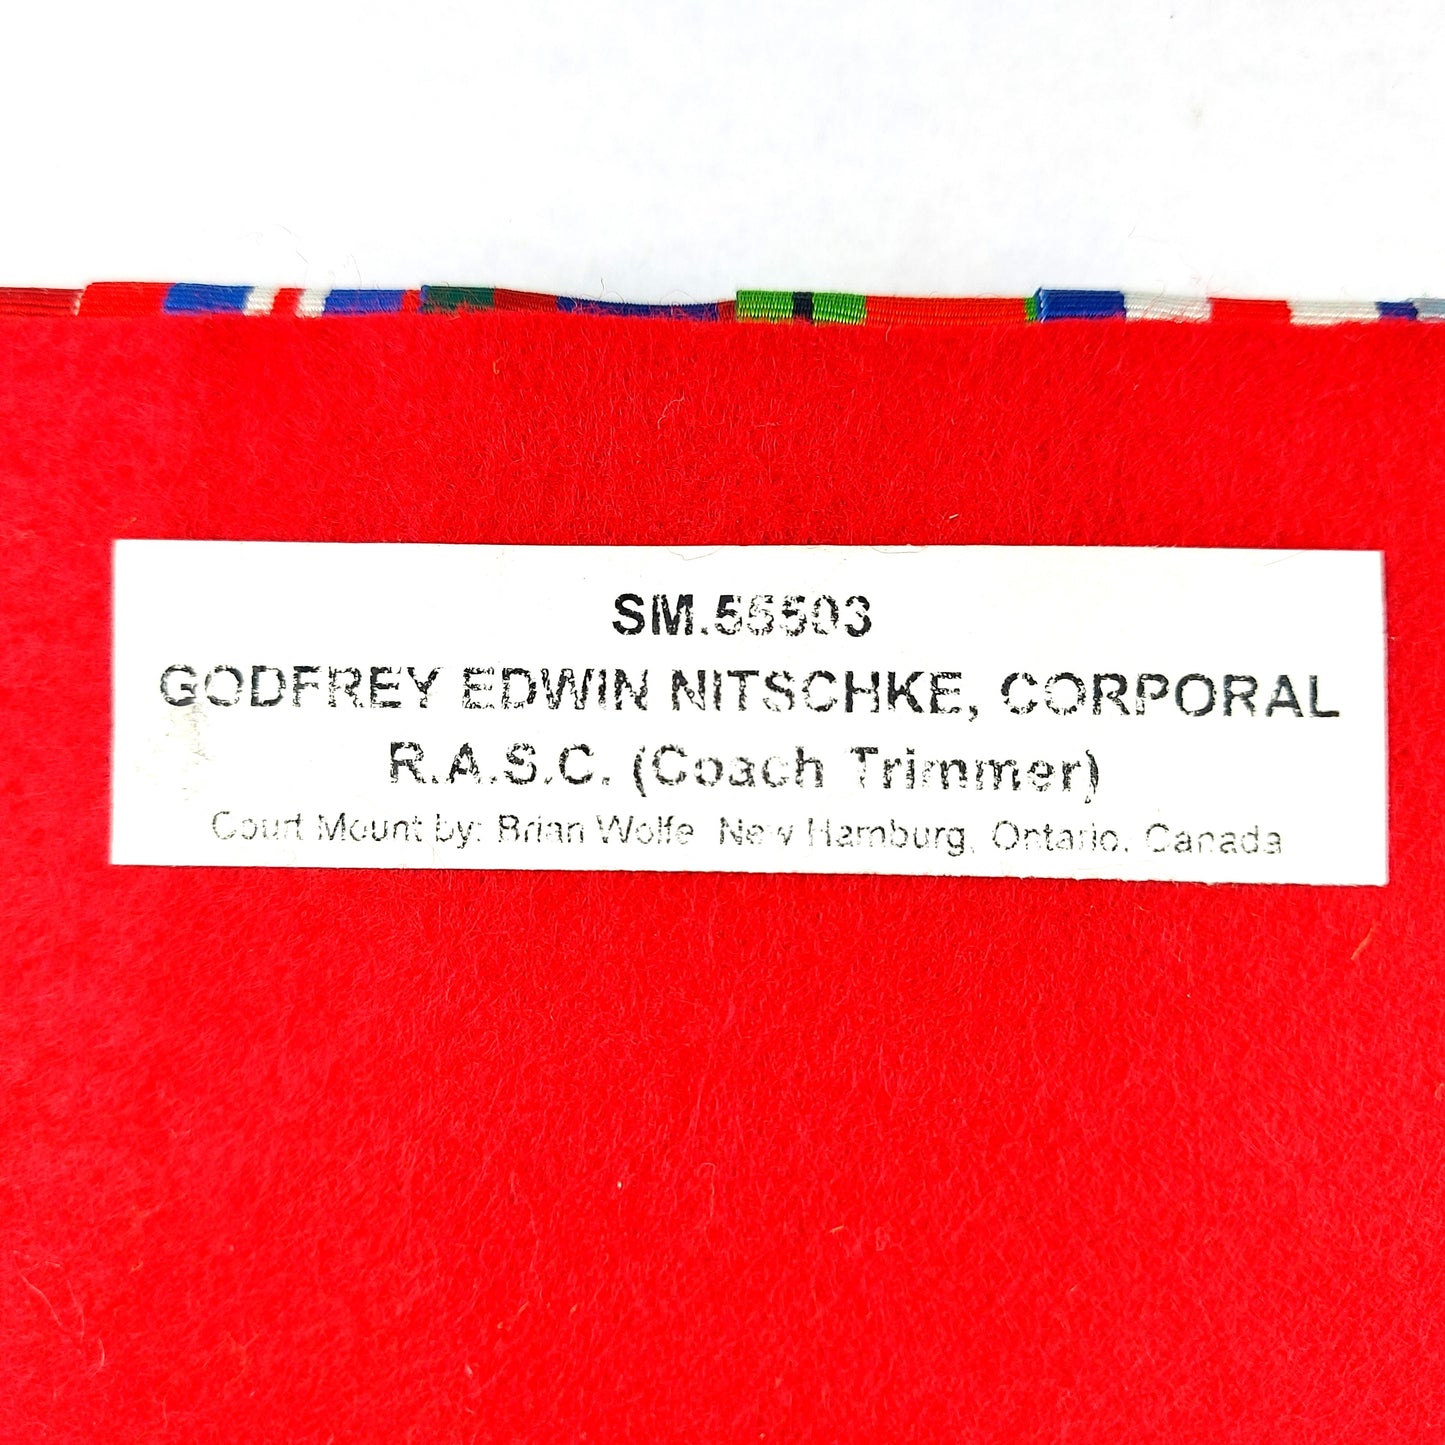 SM.55503
GODFREY EDWIN NITSCHKE, CORPORAL
R.A.S.C. (Coach Trimmer)
Court Mount by: Brian Wolfe New Hamburg, Ontario, Canada